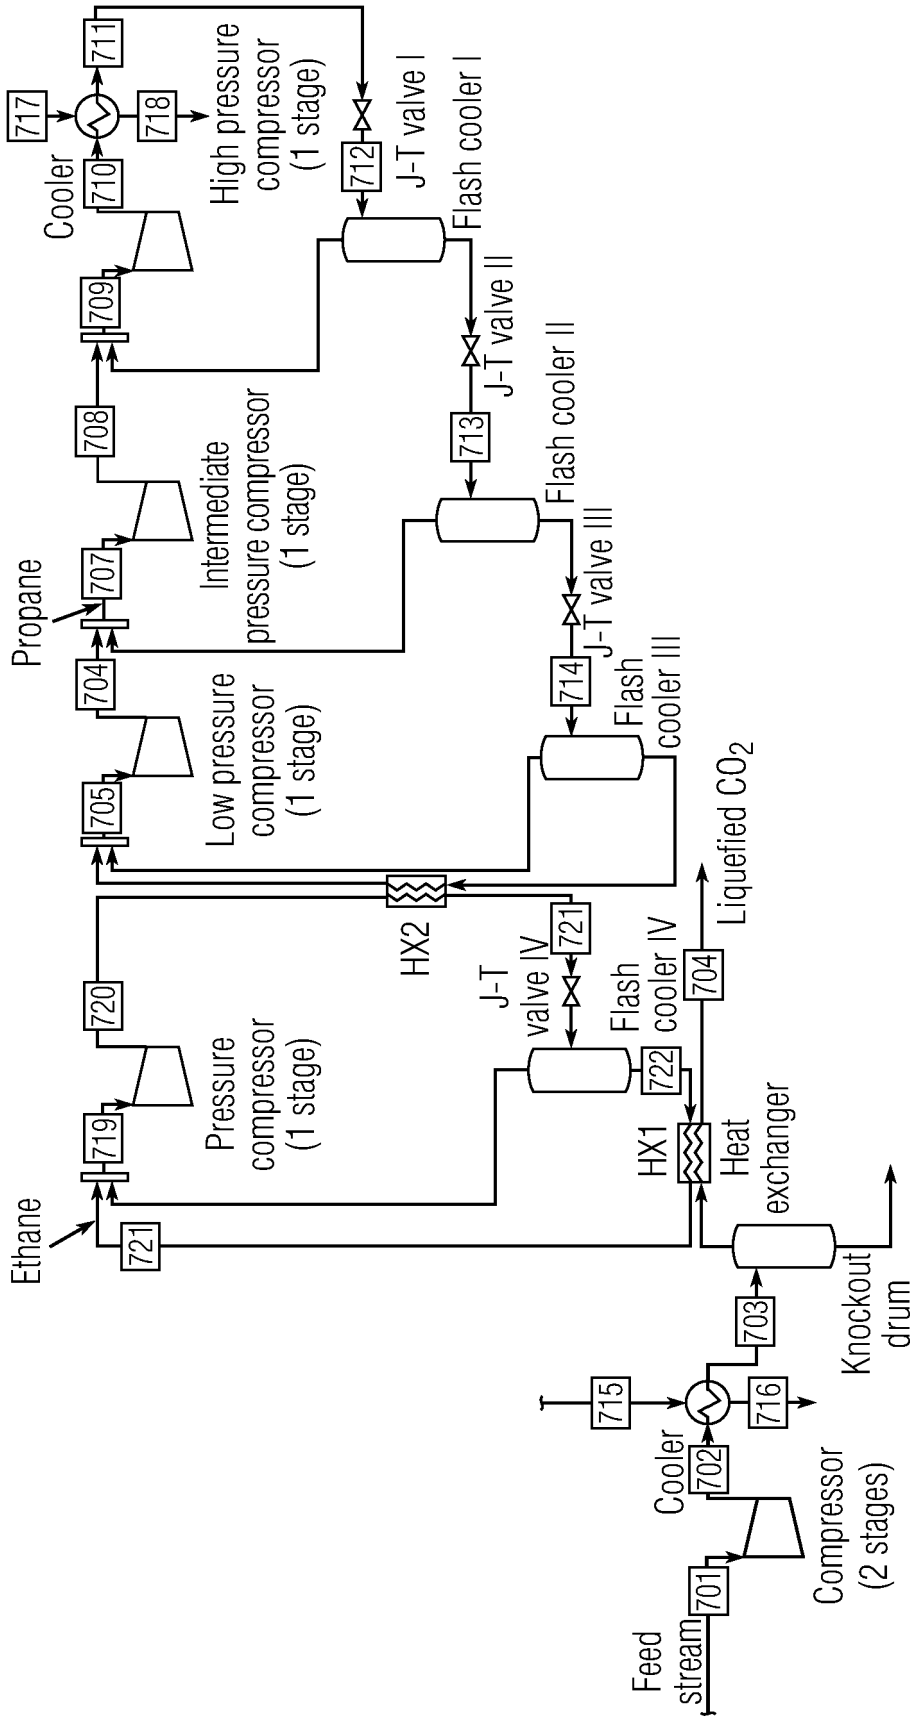 Ethane
721
719
720
Pressure
compressor
(1 stage)
705
704
Low pressure
compressor
(1 stage)
Propane
707
708
Intermediate
pressure compressor
(1 stage)
709
710
Cooler
717
718
711
High pressure
compressor
(1 stage)
712
J-T valve I
Flash cooler I
J-T valve II
713
Flash cooler II
J-T valve III
714
Flash
cooler III
HX2
721
J-T
valve IV
Flash
cooler IV
722
HX1
Heat
exchanger
704
Liquefied CO2
Feed
stream
701
Compressor
(2 stages)
702
Cooler
715
716
703
Knockout
drum